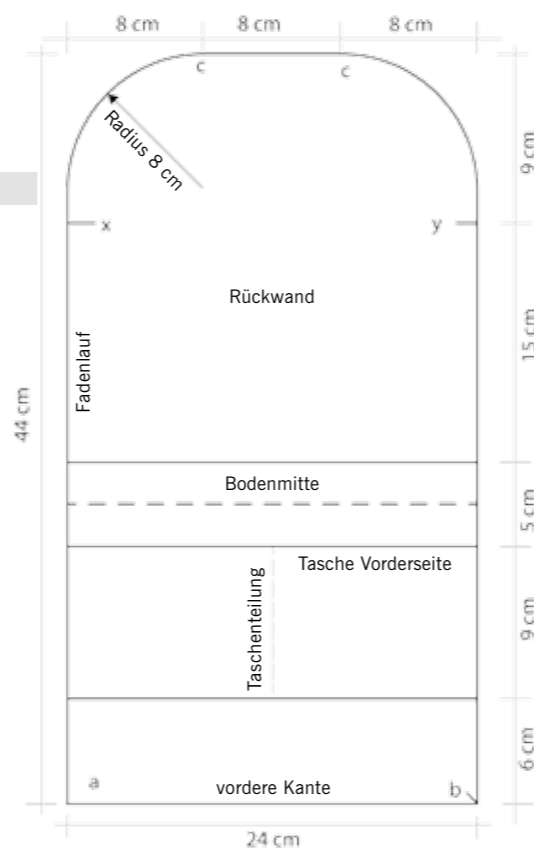 8 cm 8 cm 8 cm
c c
Radius 8 cm
9 cm
x y
Rückwand
Fadenlauf
15 cm
44 cm
Bodenmitte
5 cm
Tasche Vorderseite
Taschenteilung
9 cm
6 cm
a vordere Kante b
24 cm